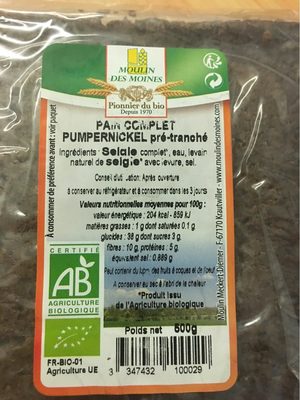 MOULIN
DES MOINES
Pionnier du bio
Depuis 1970
PAIN COMPLET
PUMPERNICKEL pré-tranché
Ingrédients: Seigle complet*, eau, levain
naturel de seigle* avec levure, sel.
Conseil d'utilisation: Après ouverture
à conserver au réfrigérateur et à consommer dans les 3 jours
Valeurs nutritionnelles moyennes pour 100g:
valeur énergétique : 204 kcal - 859 kJ
matières grasses : 1 g dont saturées 0.1 g
glucides : 38 g dont sucres 3 g
fibres : 10 g, protéines : 5 g,
équivalent sel : 0.889 g
Peut contenir du lupin, des fruits à coques et de l'oeuf
A conserver au sec à l'abri de la chaleur
*Produit issu
de l'Agriculture biologique
Poids net 500g
CERTIFIÉ
AB
AGRICULTURE
BIOLOGIQUE
FR-BIO-01
Agriculture UE
3 347432 100029
A consommer de préférence avant : voir paquet
Moulin Meckert-Diemer - F-67170 Krautwiller - www.moulindesmoines.com